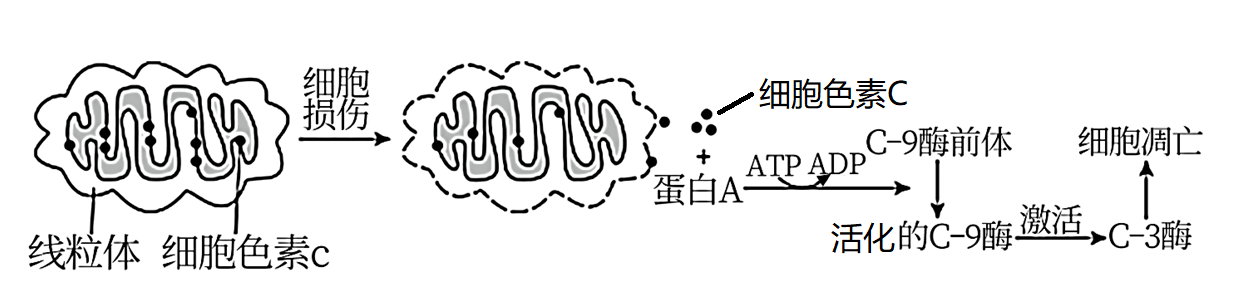 细胞
损伤
线粒体
细胞色素c
细胞色素C
+
蛋白A
ATP ADP
C-9酶前体
活化的C-9酶
激活
C-3酶
细胞凋亡